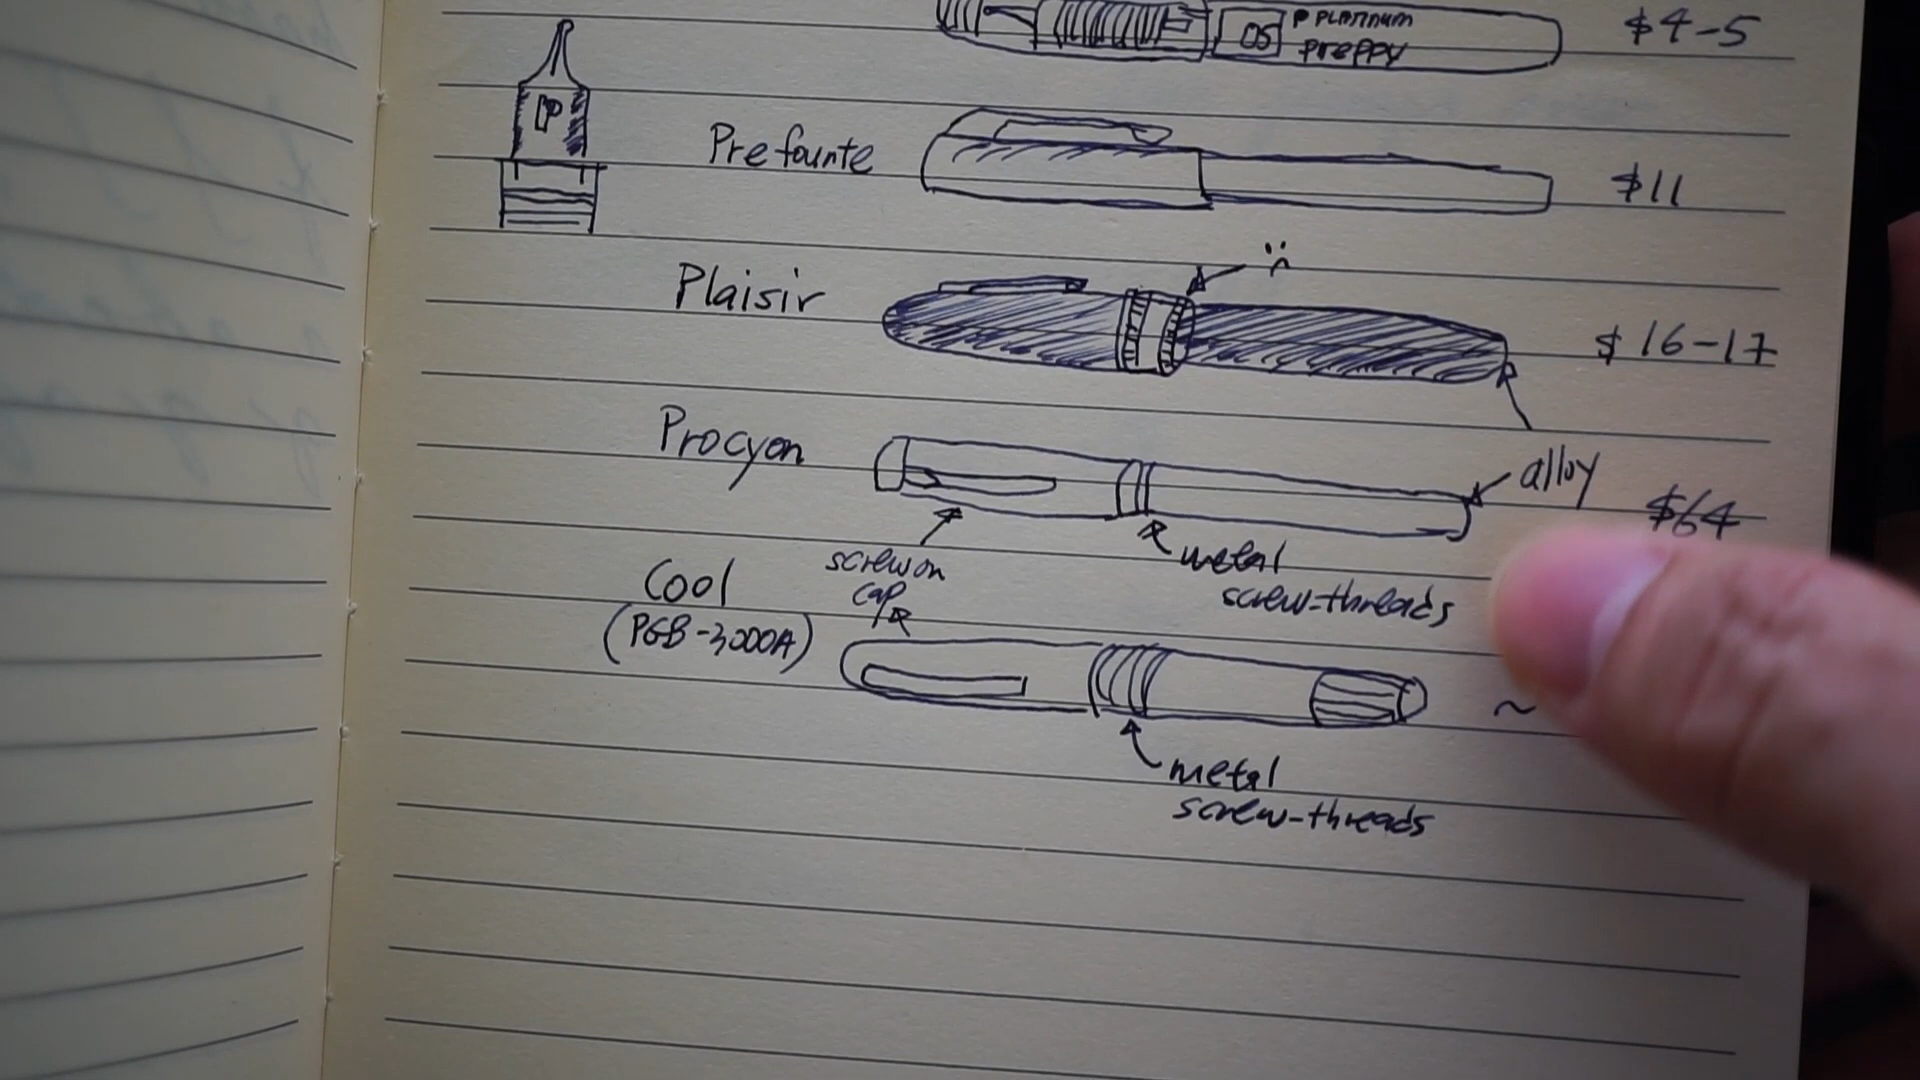 05 P PLATINUM $4-5
preppy
P
Prefounte $11
Plaisir $16-17
Procyon alloy
$64
screw on
cap
metal
screw-threads
Cool
(PGB-3000A)
~
metal
screw-threads